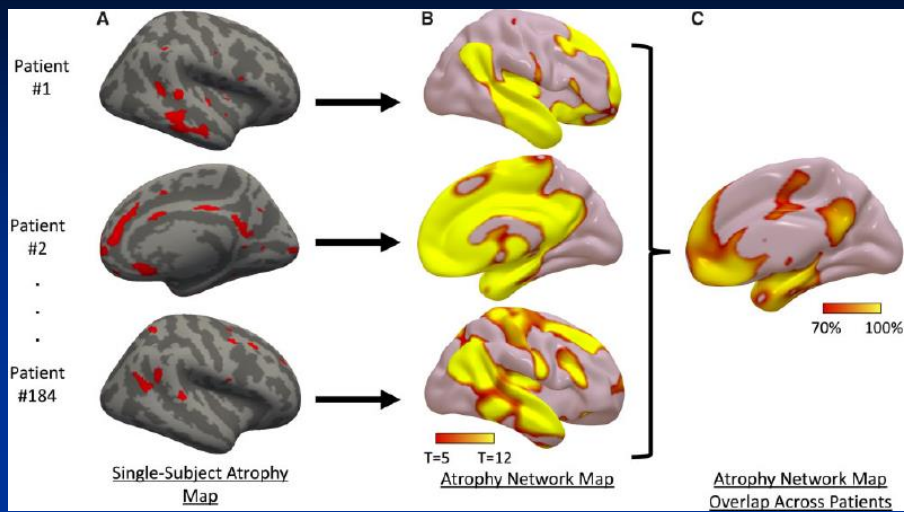 A
B
C
Patient
#1
Patient
#2
.
.
.
.
Patient
#184
70% 100%
T=5 T=12
Single-Subject Atrophy
Map
Atrophy Network Map
Atrophy Network Map
Overlap Across Patients